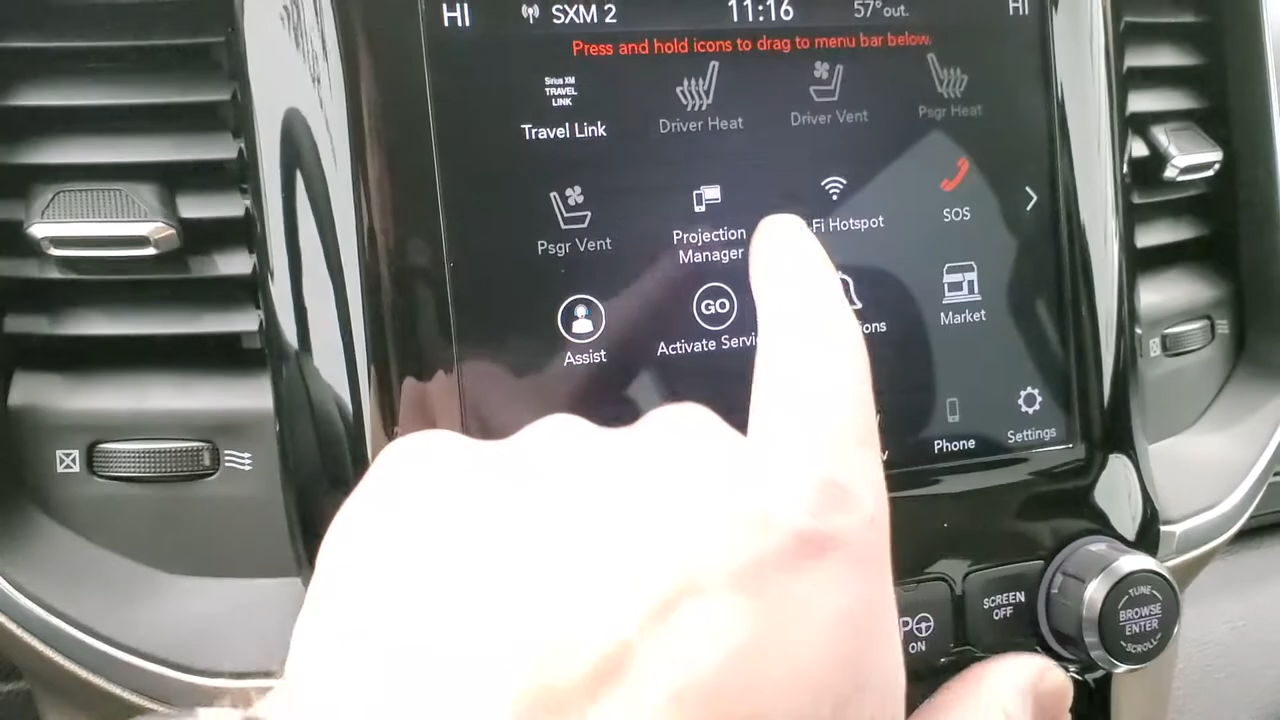 HI SXM 2 11:16 57°out. HI
Press and hold icons to drag to menu bar below.
Sirius XM
TRAVEL
LINK
Travel Link
Driver Heat
Driver Vent
Psgr Heat
Psgr Vent
Projection
Manager
Fi Hotspot
SOS
Assist
GO
Activate Servi
ions
Market
Phone
Settings
ON
SCREEN
OFF
TUNE
BROWSE
ENTER
SCROLL